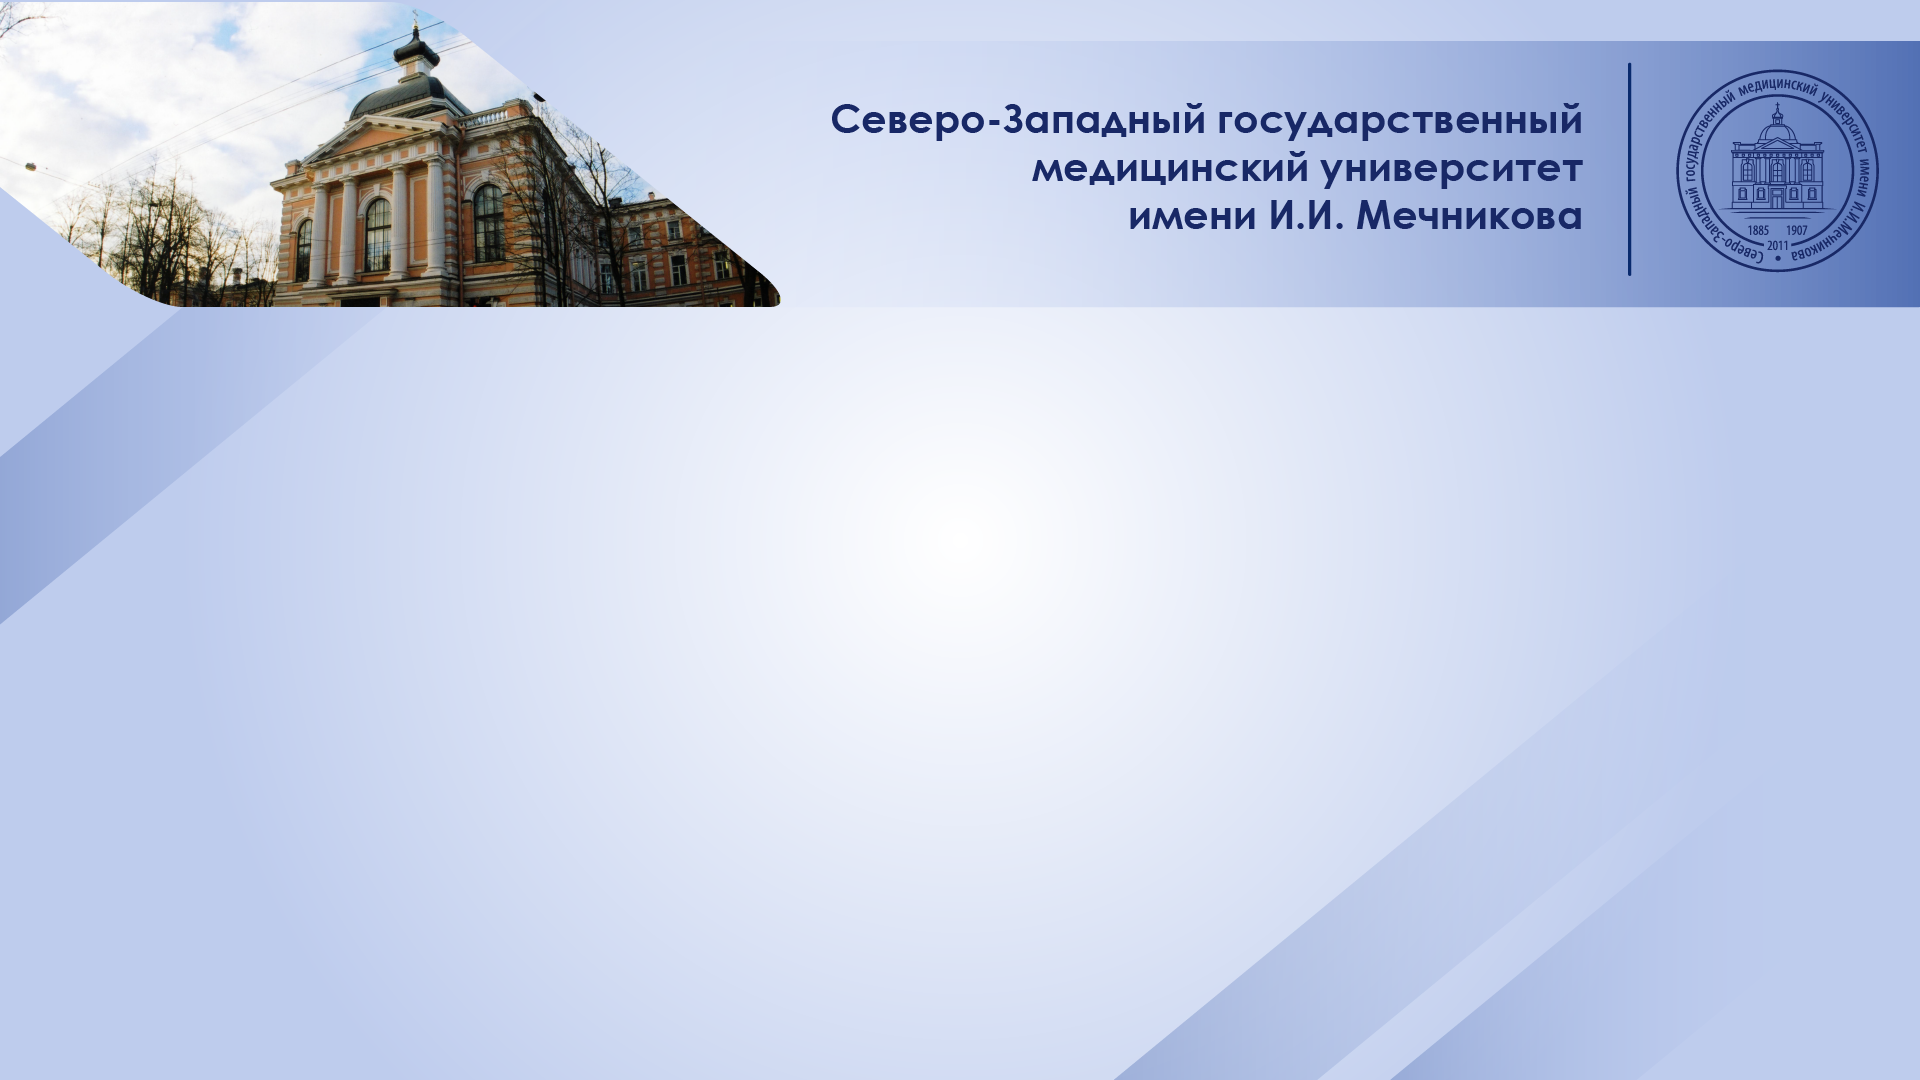 Северо-Западный государственный
медицинский университет
имени И.И. Мечникова
Северо-Западный государственный медицинский университет имени И.И.Мечникова
1885 1907
2011